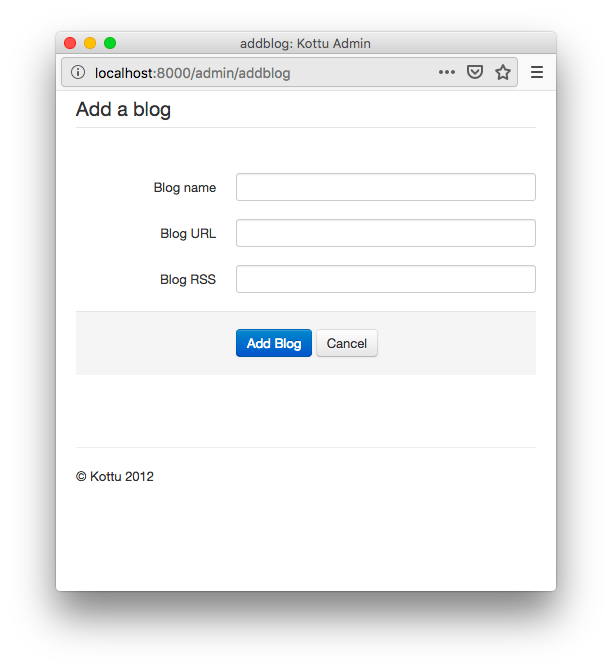 addblog: Kottu Admin
localhost:8000/admin/addblog
Add a blog
Blog name
Blog URL
Blog RSS
Add Blog Cancel
© Kottu 2012